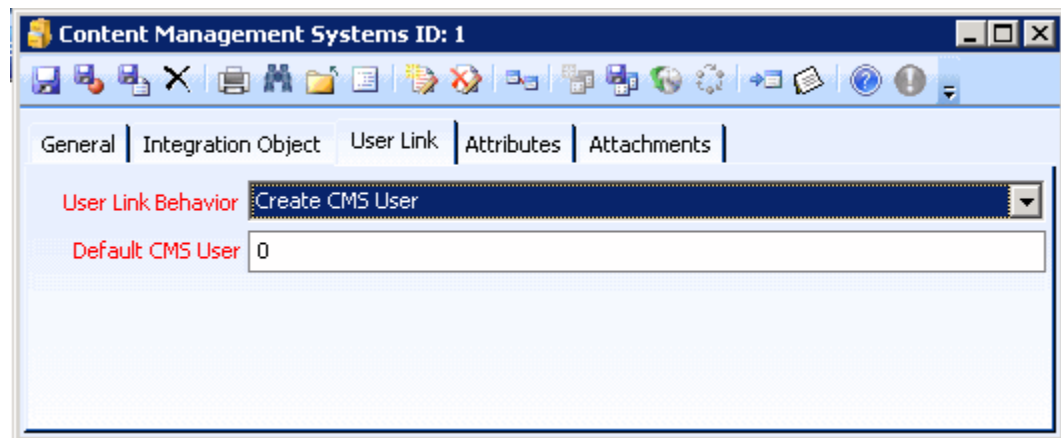 Content Management Systems ID: 1
General Integration Object User Link Attributes Attachments
User Link Behavior Create CMS User
Default CMS User 0